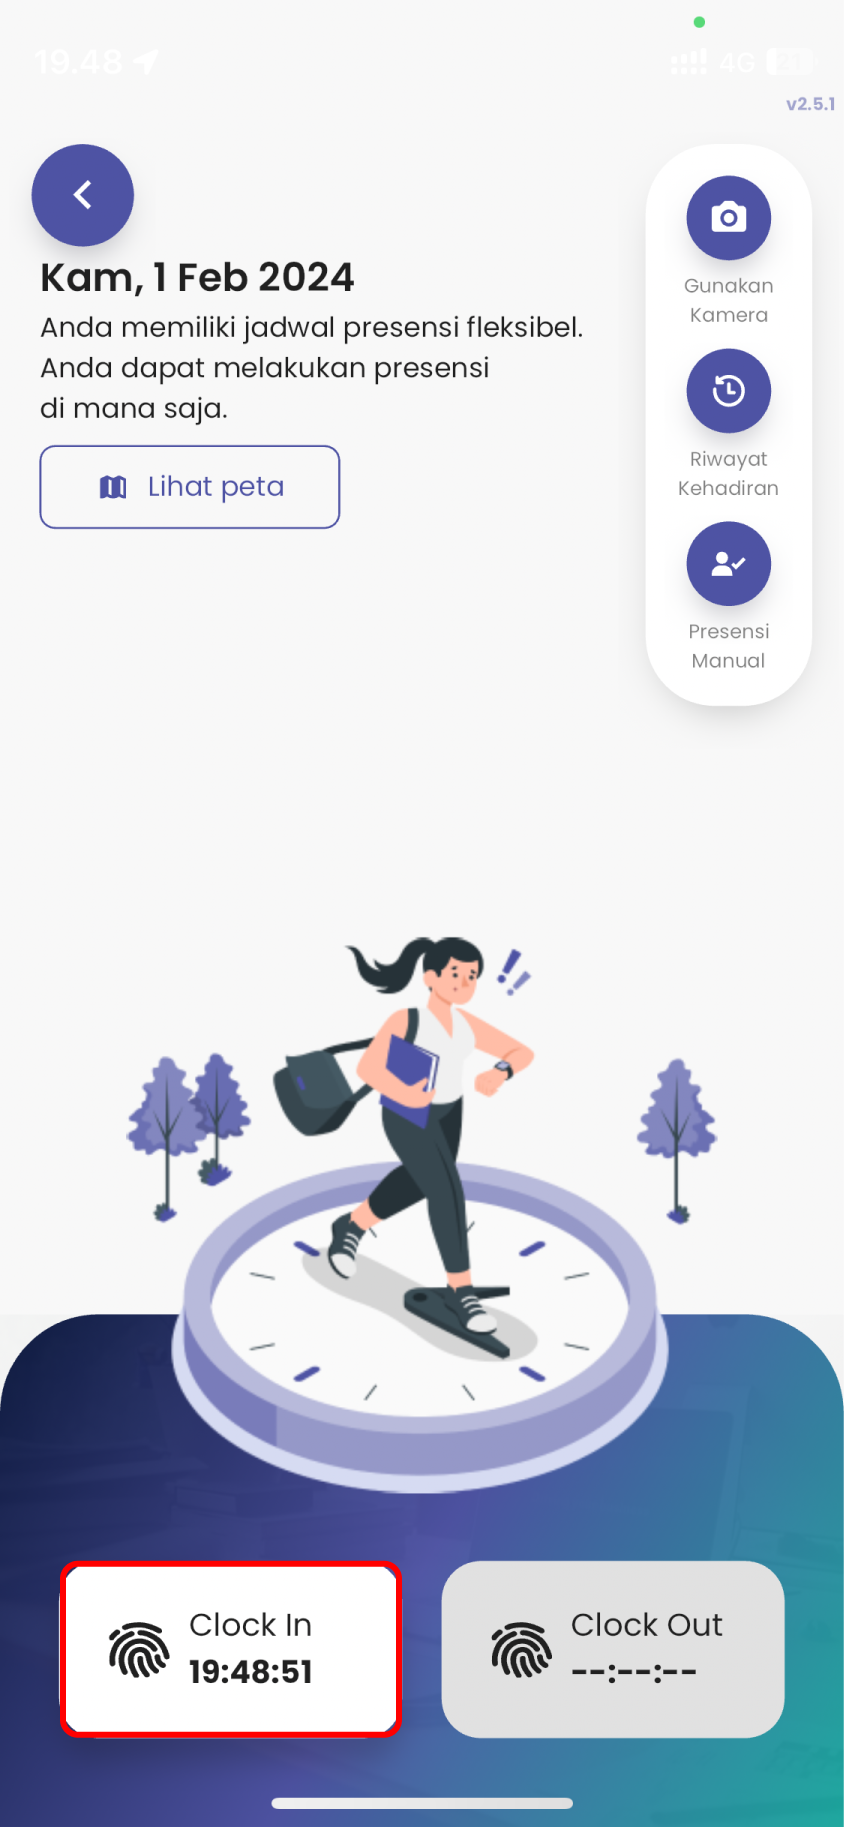 19.48
4G
21
v2.5.1
Kam, 1 Feb 2024
Anda memiliki jadwal presensi fleksibel.
Anda dapat melakukan presensi
di mana saja.
Lihat peta
Gunakan
Kamera
Riwayat
Kehadiran
Presensi
Manual
Clock In
19:48:51
Clock Out
--:--:--